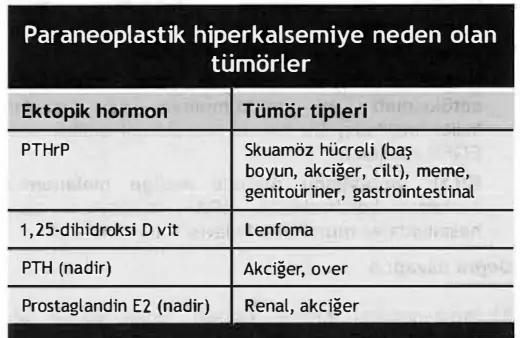 Paraneoplastik hiperkalsemiye neden olan
tümörler
Ektopik hormon Tümör tipleri
PTHrP Skuamöz hücreli (baş
boyun, akciğer, cilt), meme,
genitoüriner, gastrointestinal
1,25-dihidroksi D vit Lenfoma
PTH (nadir) Akciğer, over
Prostaglandin E2 (nadir) Renal, akciğer